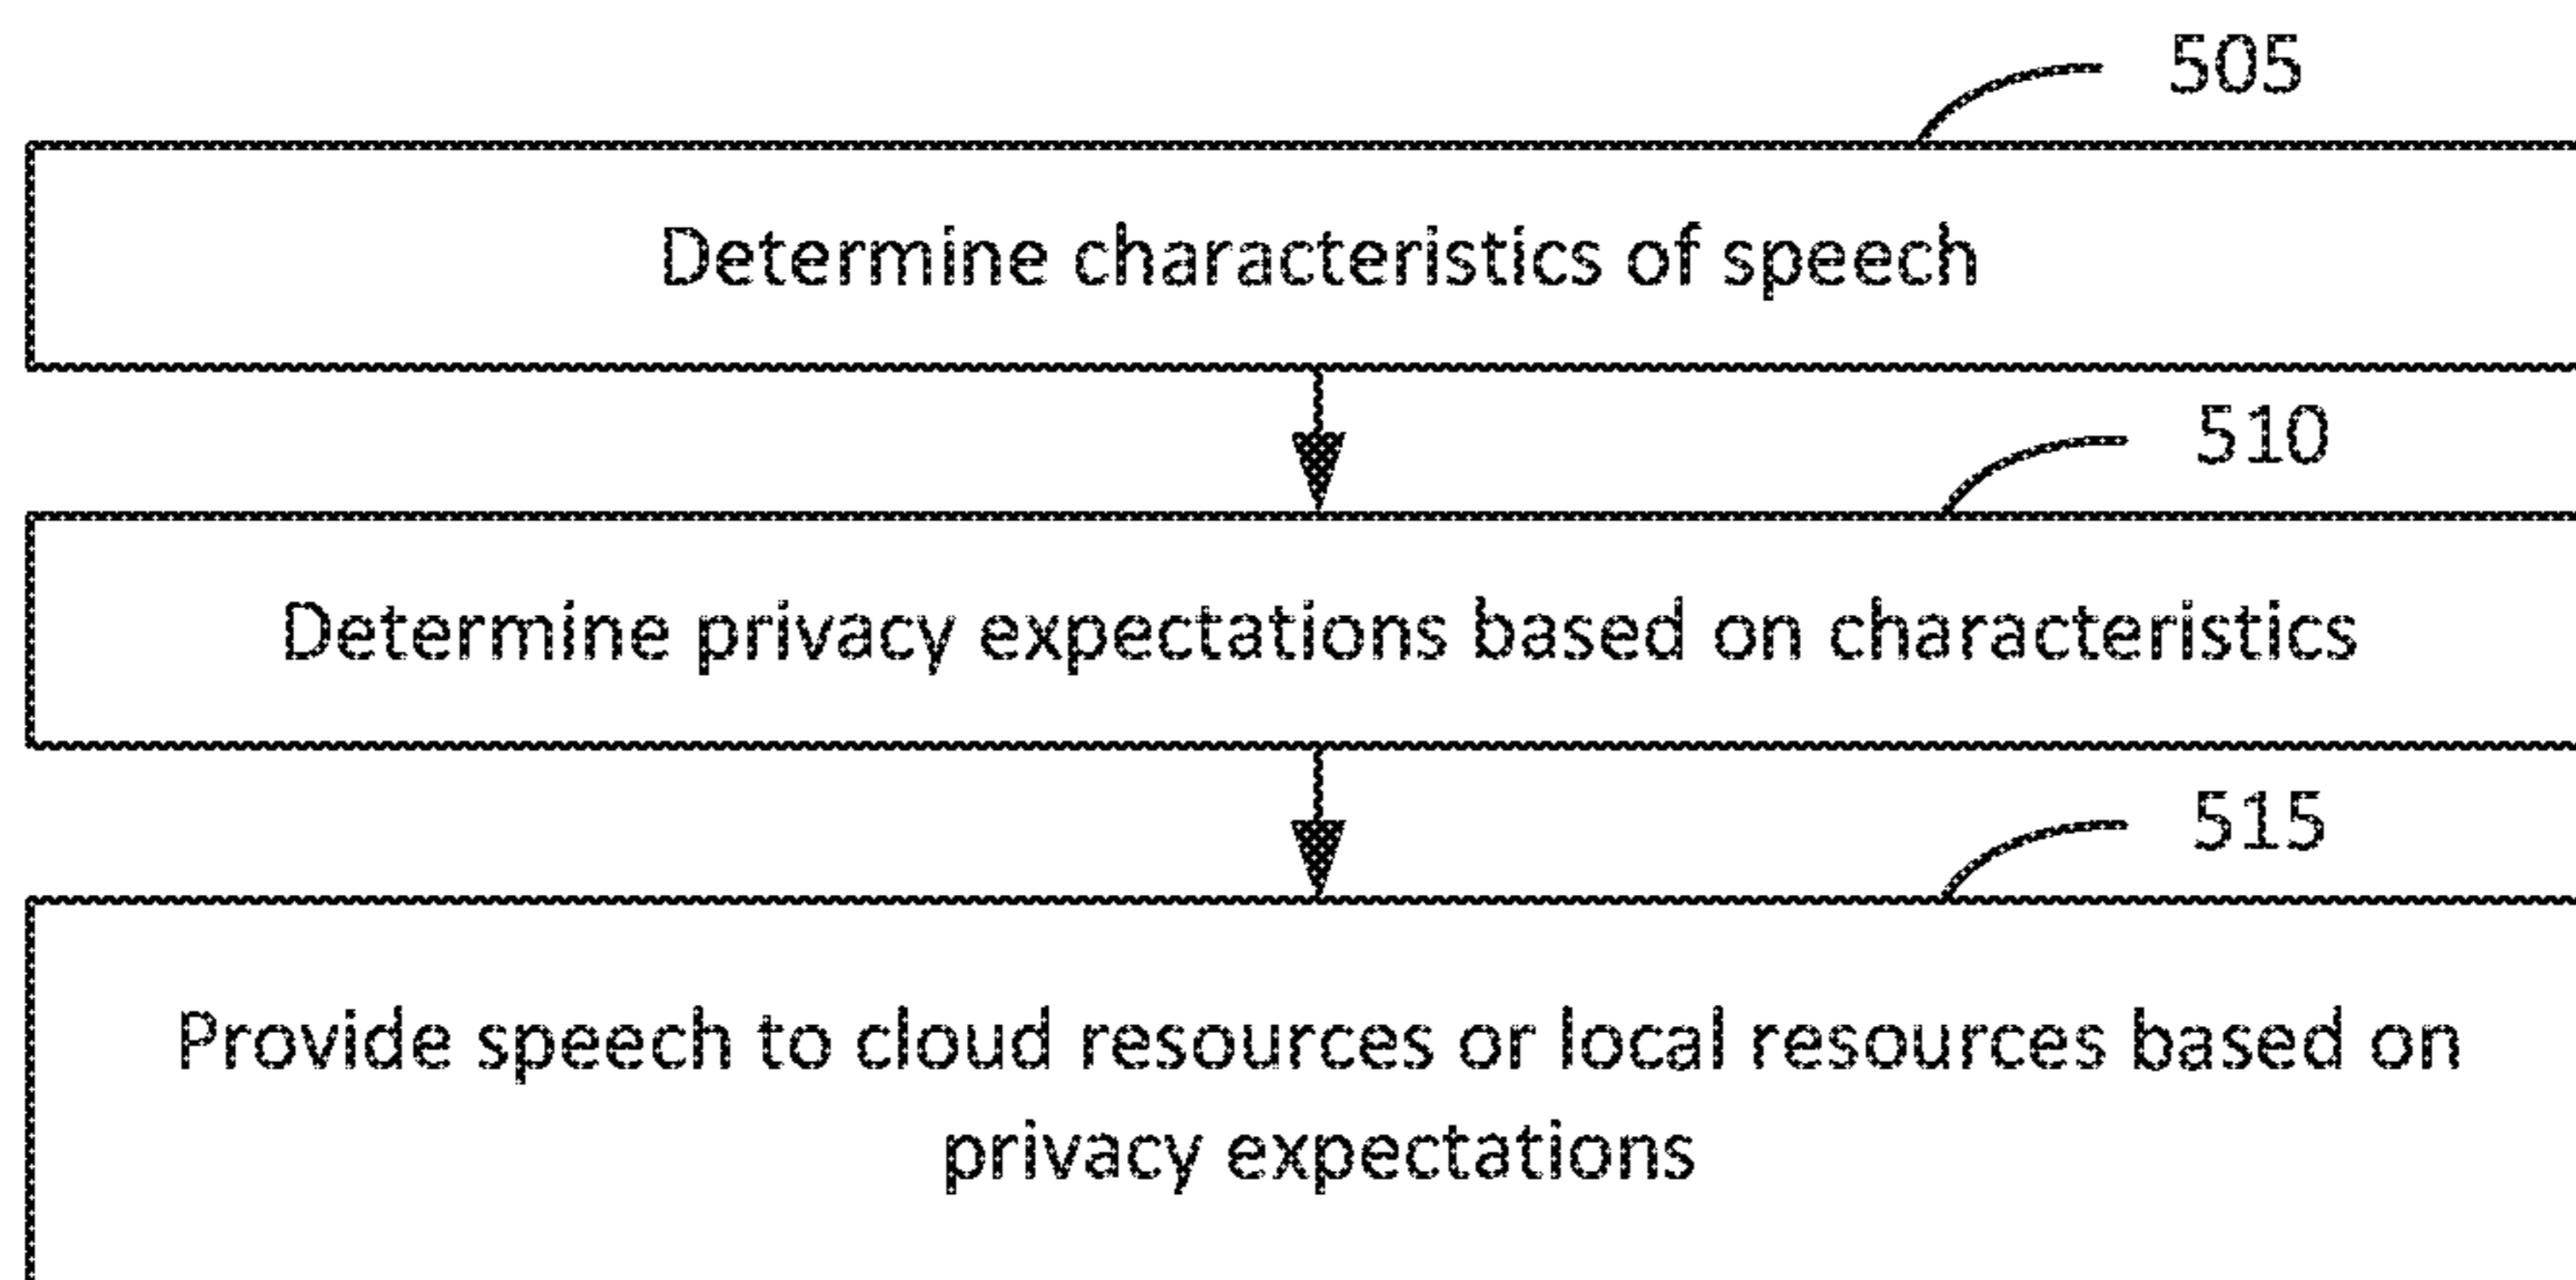 505
Determine characteristics of speech
510
Determine privacy expectations based on characteristics
515
Provide speech to cloud resources or local resources based on
privacy expectations